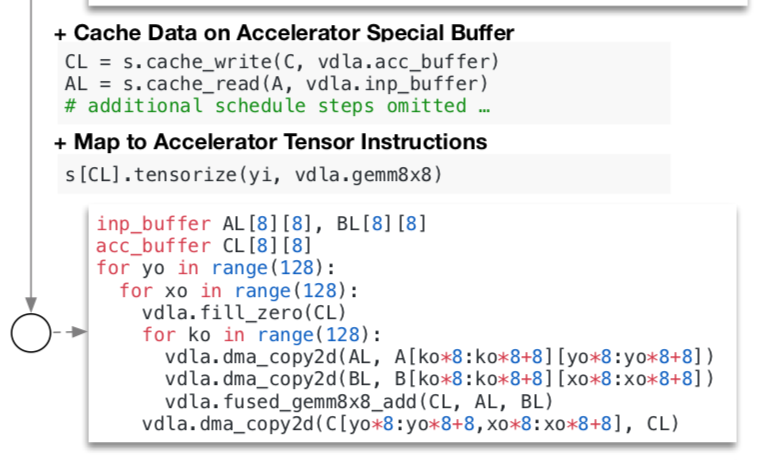 + Cache Data on Accelerator Special Buffer
CL = s.cache_write(C, vdla.acc_buffer)
AL = s.cache_read(A, vdla.inp_buffer)
# additional schedule steps omitted …
+ Map to Accelerator Tensor Instructions
s[CL].tensorize(yi, vdla.gemm8x8)
inp_buffer AL[8][8], BL[8][8]
acc_buffer CL[8][8]
for yo in range(128):
  for xo in range(128):
    vdla.fill_zero(CL)
    for ko in range(128):
      vdla.dma_copy2d(AL, A[ko*8:ko*8+8][yo*8:yo*8+8])
      vdla.dma_copy2d(BL, B[ko*8:ko*8+8][xo*8:xo*8+8])
      vdla.fused_gemm8x8_add(CL, AL, BL)
    vdla.dma_copy2d(C[yo*8:yo*8+8,xo*8:xo*8+8], CL)